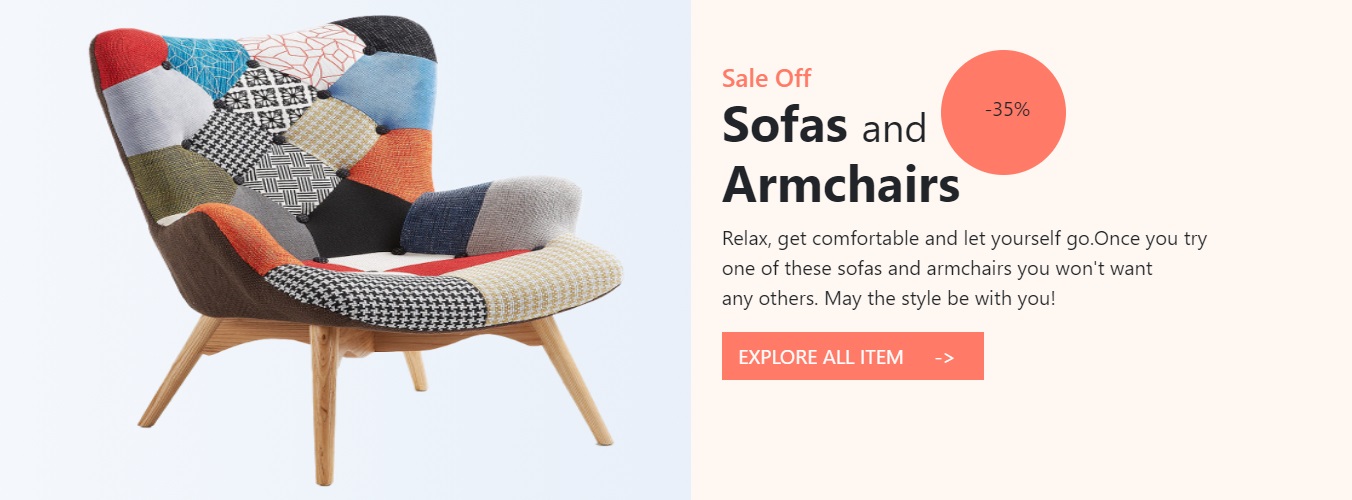 Sale Off
Sofas and
Armchairs
-35%
Relax, get comfortable and let yourself go.Once you try
one of these sofas and armchairs you won't want
any others. May the style be with you!
EXPLORE ALL ITEM ->